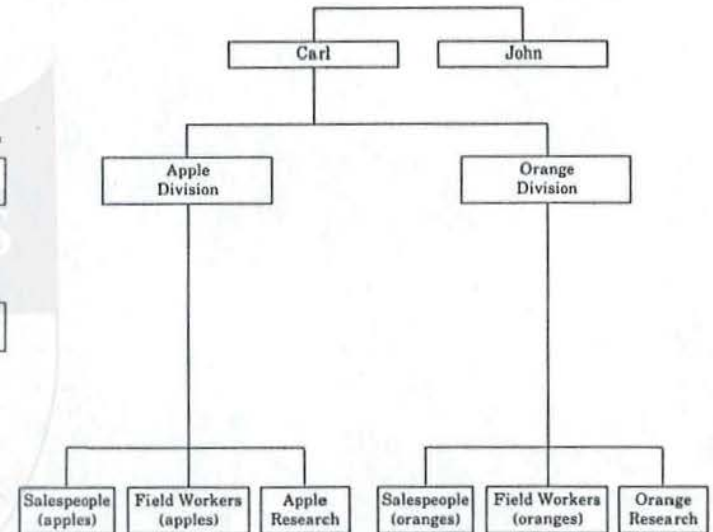 Carl
John
Apple
Division
Orange
Division
Salespeople
(apples)
Field Workers
(apples)
Apple
Research
Salespeople
(oranges)
Field Workers
(oranges)
Orange
Research